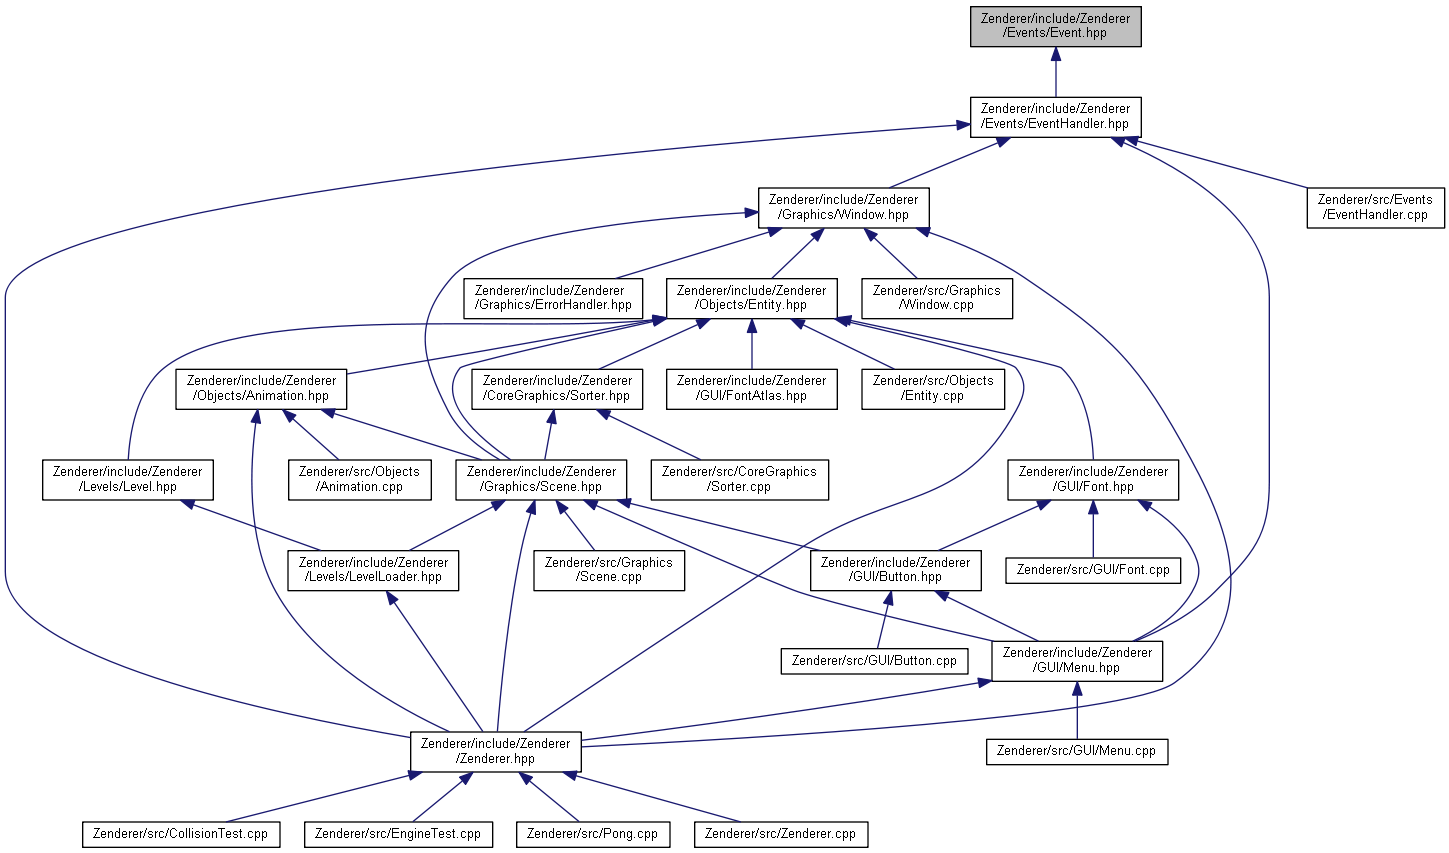 Zenderer/include/Zenderer
/Events/Event.hpp
Zenderer/include/Zenderer
/Events/EventHandler.hpp
Zenderer/include/Zenderer
/Graphics/Window.hpp
Zenderer/src/Events
/EventHandler.cpp
Zenderer/include/Zenderer
/Graphics/ErrorHandler.hpp
Zenderer/include/Zenderer
/Objects/Entity.hpp
Zenderer/src/Graphics
/Window.cpp
Zenderer/include/Zenderer
/Objects/Animation.hpp
Zenderer/include/Zenderer
/CoreGraphics/Sorter.hpp
Zenderer/include/Zenderer
/GUI/FontAtlas.hpp
Zenderer/src/Objects
/Entity.cpp
Zenderer/include/Zenderer
/Levels/Level.hpp
Zenderer/src/Objects
/Animation.cpp
Zenderer/include/Zenderer
/Graphics/Scene.hpp
Zenderer/src/CoreGraphics
/Sorter.cpp
Zenderer/include/Zenderer
/GUI/Font.hpp
Zenderer/include/Zenderer
/Levels/LevelLoader.hpp
Zenderer/src/Graphics
/Scene.cpp
Zenderer/include/Zenderer
/GUI/Button.hpp
Zenderer/src/GUI/Font.cpp
Zenderer/src/GUI/Button.cpp
Zenderer/include/Zenderer
/GUI/Menu.hpp
Zenderer/include/Zenderer
/Zenderer.hpp
Zenderer/src/GUI/Menu.cpp
Zenderer/src/CollisionTest.cpp
Zenderer/src/EngineTest.cpp
Zenderer/src/Pong.cpp
Zenderer/src/Zenderer.cpp